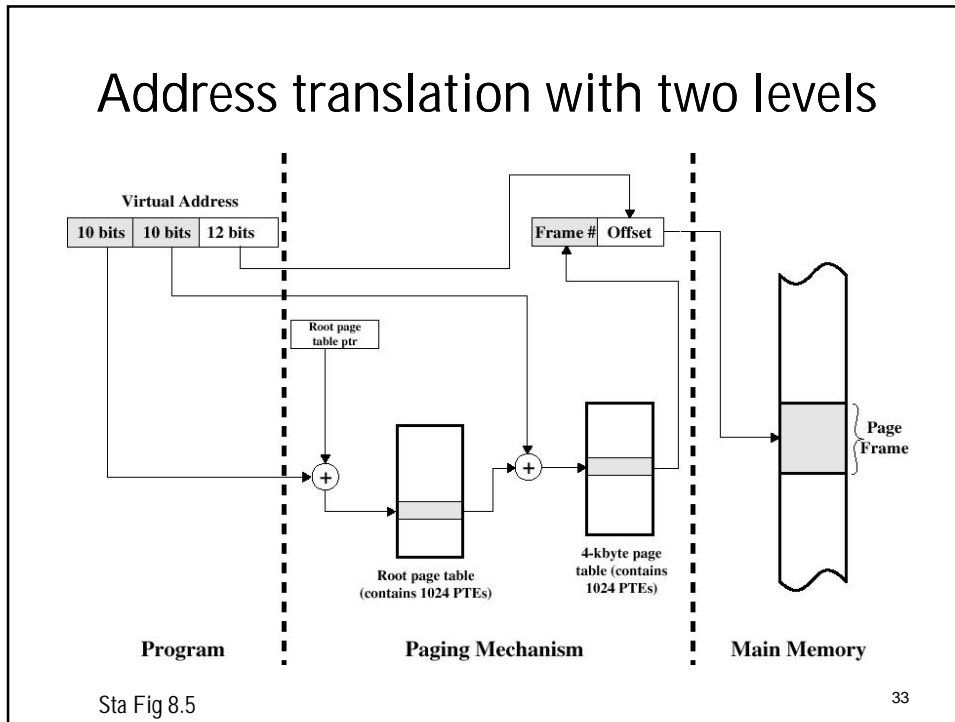 Address translation with two levels
Virtual Address
10 bits
10 bits
12 bits
Frame #
Offset
Root page
table ptr
+
+
Page
Frame
Root page table
(contains 1024 PTEs)
4-kbyte page
table (contains
1024 PTEs)
Program
Paging Mechanism
Main Memory
Sta Fig 8.5
33